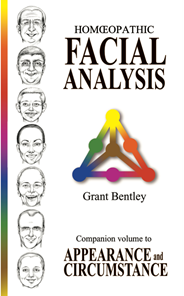 HOMŒOPATHIC
FACIAL
ANALYSIS
Grant Bentley
Companion volume to
APPEARANCE and
CIRCUMSTANCE